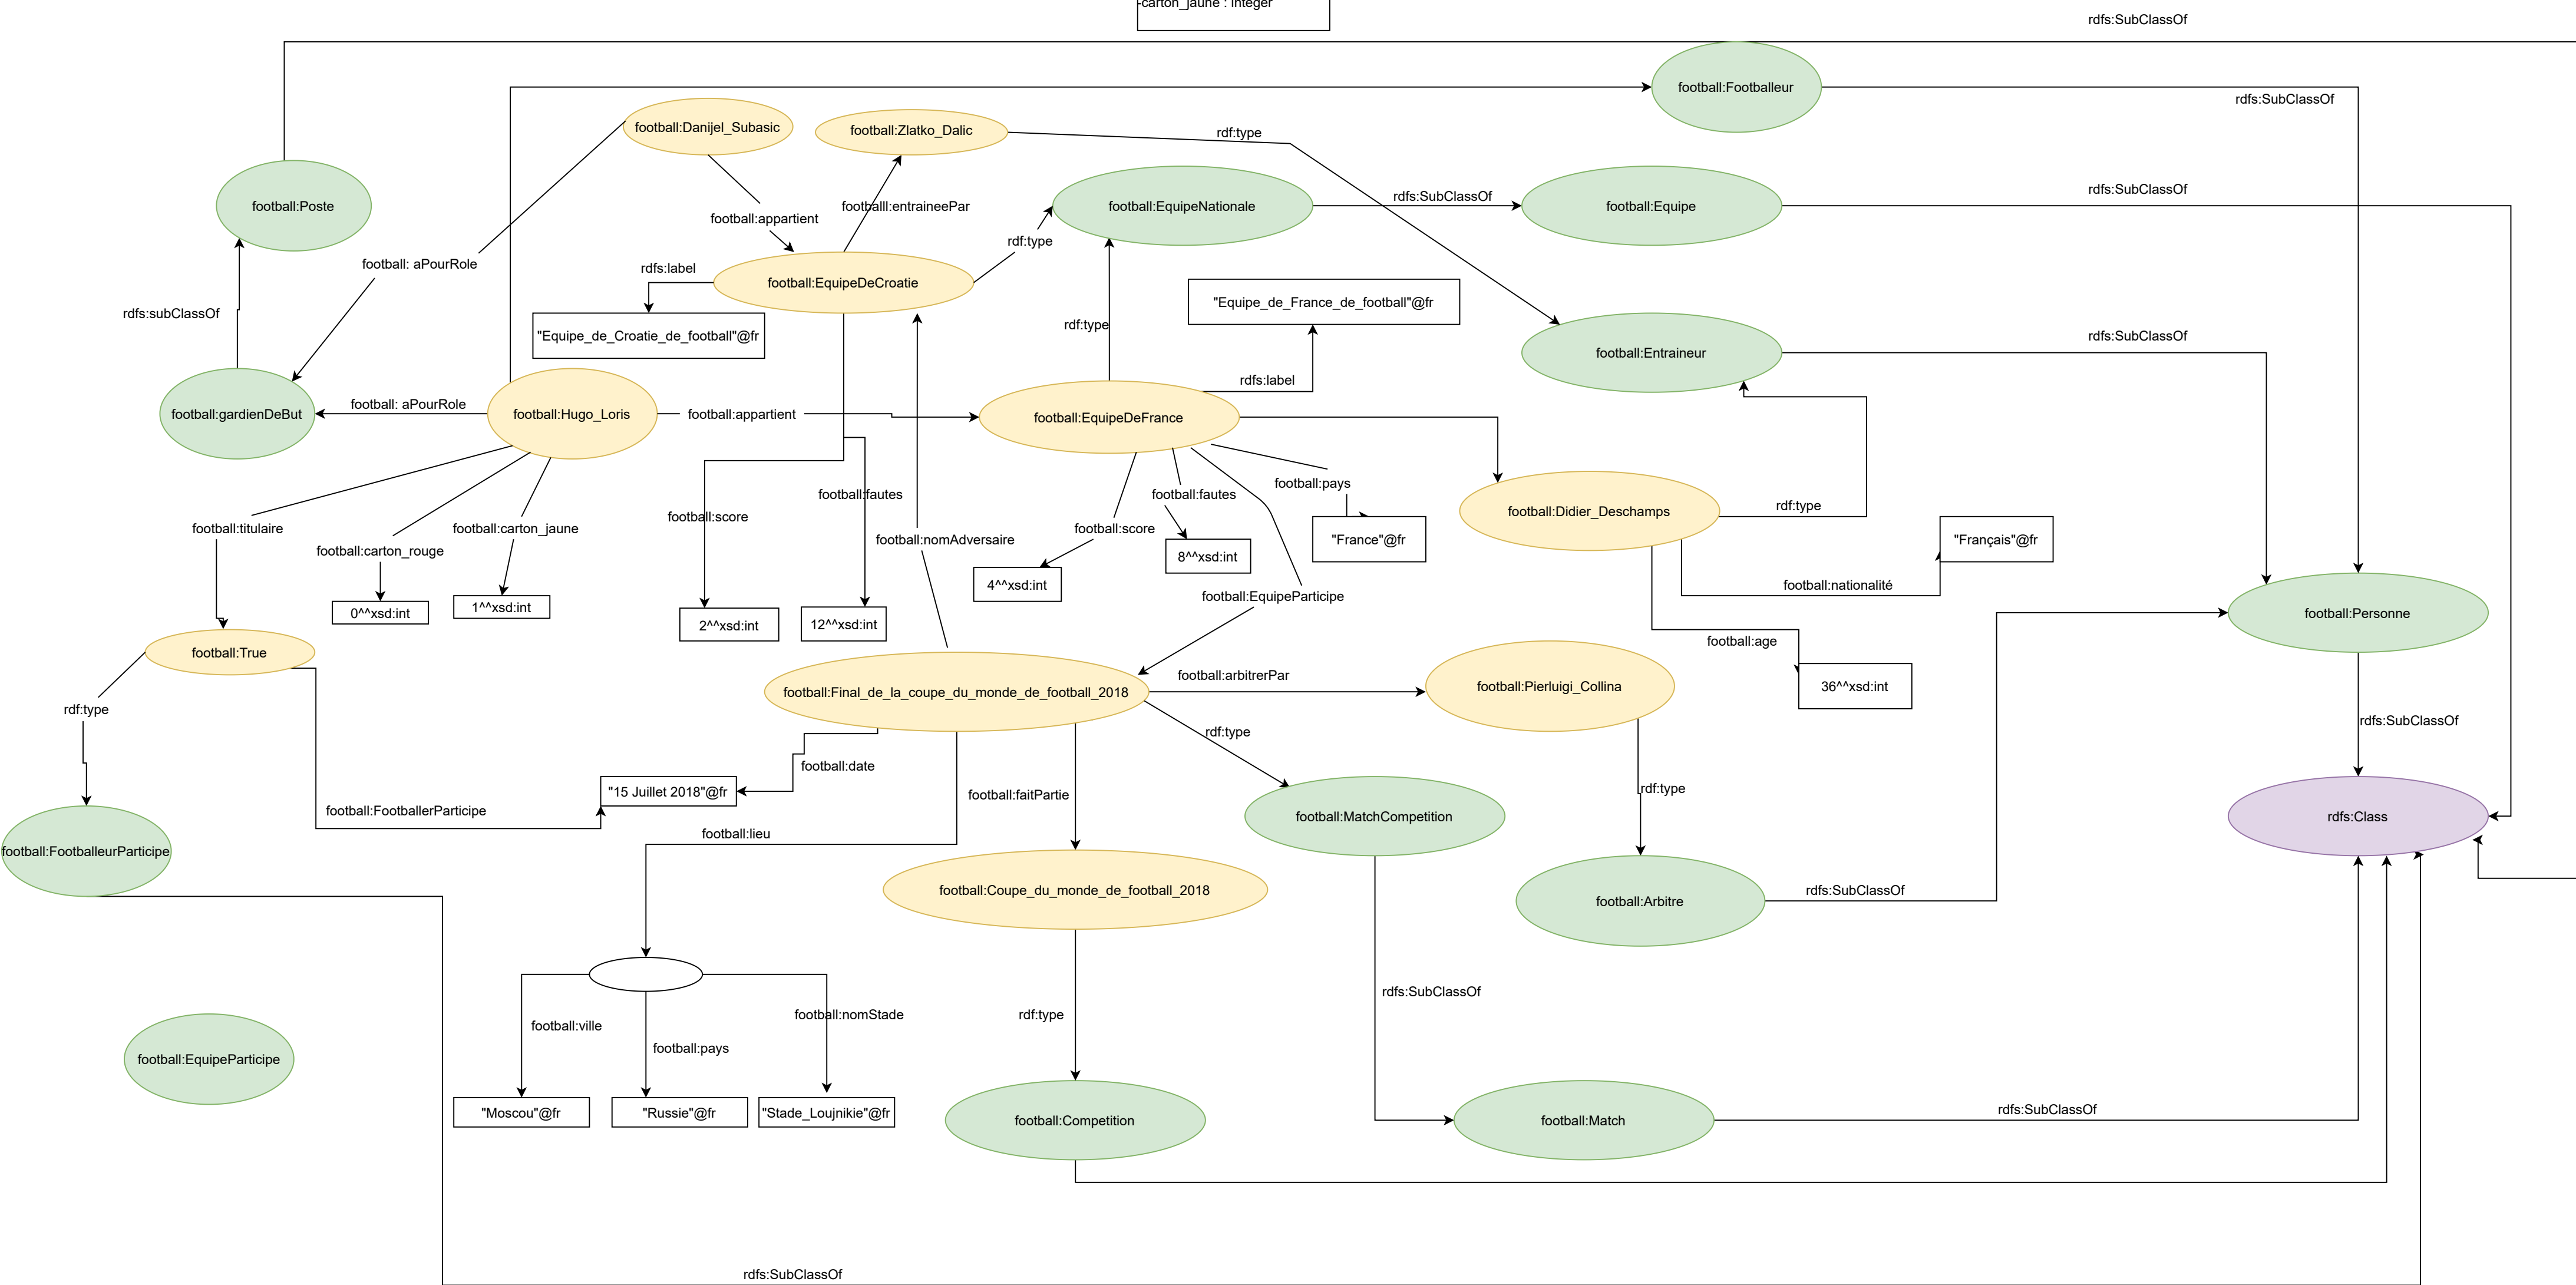 -carton_jaune : Integer
rdfs:SubClassOf
football:Footballeur
rdfs:SubClassOf
football:Danijel_Subasic
football:Zlatko_Dalic
rdf:type
football:Poste
football:appartient
footballl:entraineePar
football:EquipeNationale
rdfs:SubClassOf
football:Equipe
rdfs:SubClassOf
rdf:type
football: aPourRole
rdfs:label
football:EquipeDeCroatie
rdfs:subClassOf
"Equipe_de_Croatie_de_football"@fr
"Equipe_de_France_de_football"@fr
rdf:type
football:Entraineur
rdfs:SubClassOf
rdfs:label
football:gardienDeBut
football: aPourRole
football:Hugo_Loris
football:appartient
football:EquipeDeFrance
football:pays
football:fautes
football:fautes
football:score
football:Didier_Deschamps
rdf:type
football:titulaire
football:carton_rouge
football:carton_jaune
football:nomAdversaire
football:score
"France"@fr
"Français"@fr
8^^xsd:int
4^^xsd:int
football:nationalité
football:EquipeParticipe
0^^xsd:int
1^^xsd:int
2^^xsd:int
12^^xsd:int
football:Personne
football:True
football:age
football:arbitrerPar
football:Final_de_la_coupe_du_monde_de_football_2018
football:Pierluigi_Collina
36^^xsd:int
rdf:type
rdf:type
rdfs:SubClassOf
football:date
"15 Juillet 2018"@fr
football:faitPartie
rdf:type
football:FootballerParticipe
football:lieu
football:MatchCompetition
rdfs:Class
football:FootballeurParticipe
football:Coupe_du_monde_de_football_2018
football:Arbitre
rdfs:SubClassOf
rdfs:SubClassOf
football:ville
football:nomStade
rdf:type
football:pays
football:EquipeParticipe
"Moscou"@fr
"Russie"@fr
"Stade_Loujnikie"@fr
football:Competition
football:Match
rdfs:SubClassOf
rdfs:SubClassOf